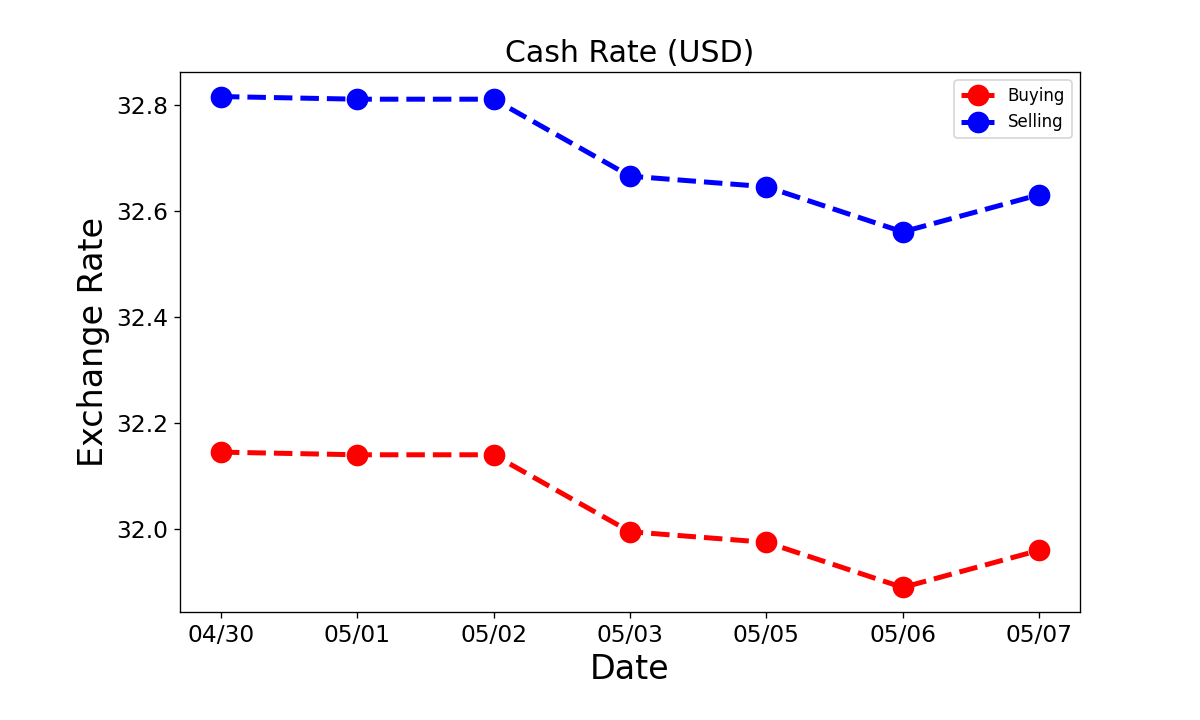 Cash Rate (USD)
Buying
Selling
Exchange Rate
32.8
32.6
32.4
32.2
32.0
04/30 05/01 05/02 05/03 05/05 05/06 05/07
Date